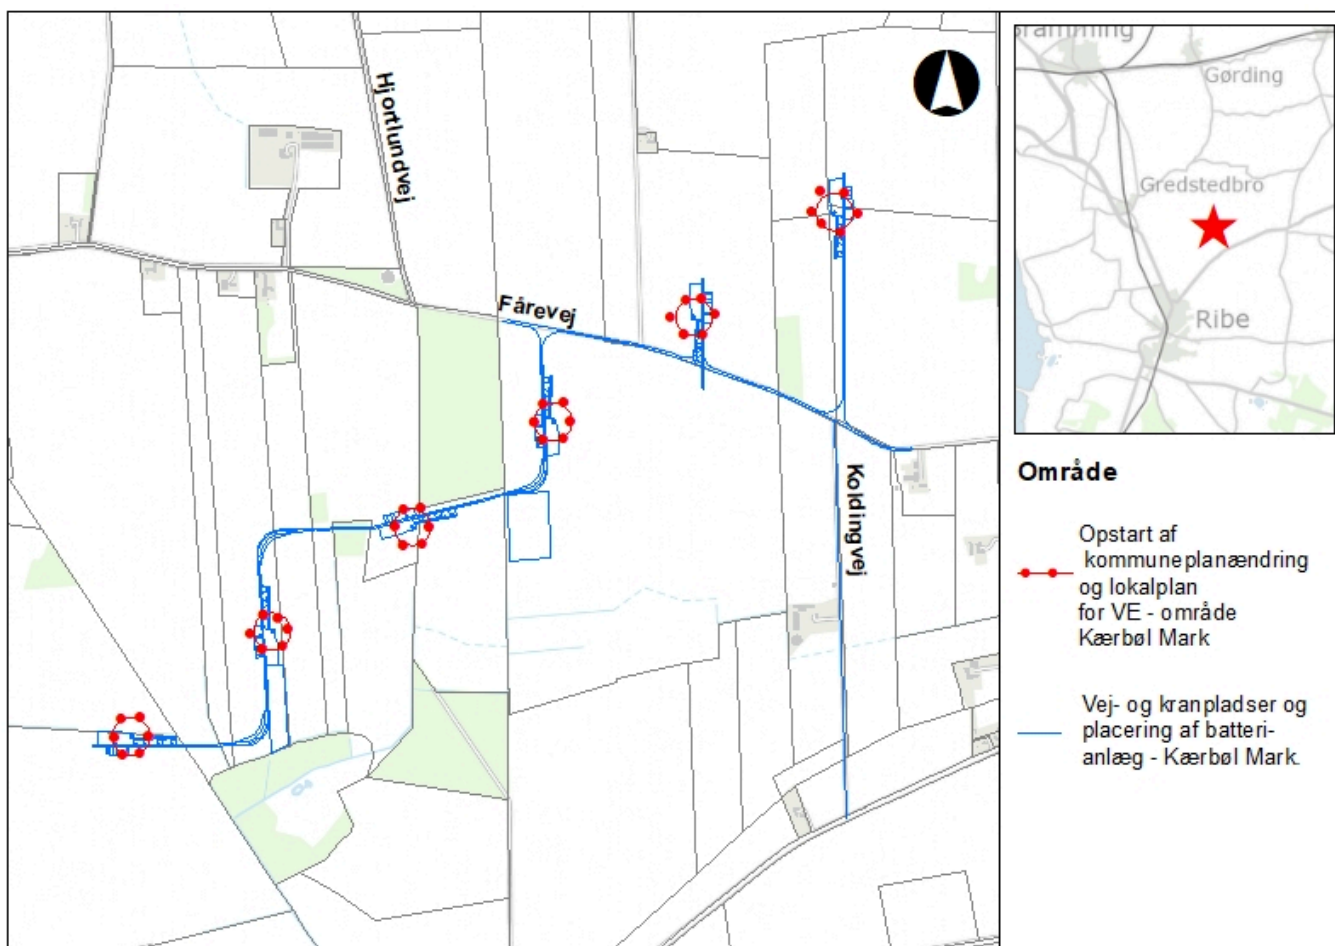 Hjortlundvej
Fårevej
Koldingvej
Bramming
Gørding
Gredstedbro
Ribe
Område
Opstart af
kommuneplanændring
og lokalplan
for VE - område
Kærbøl Mark
Vej- og kranpladser og
placering af batteri-
anlæg - Kærbøl Mark.